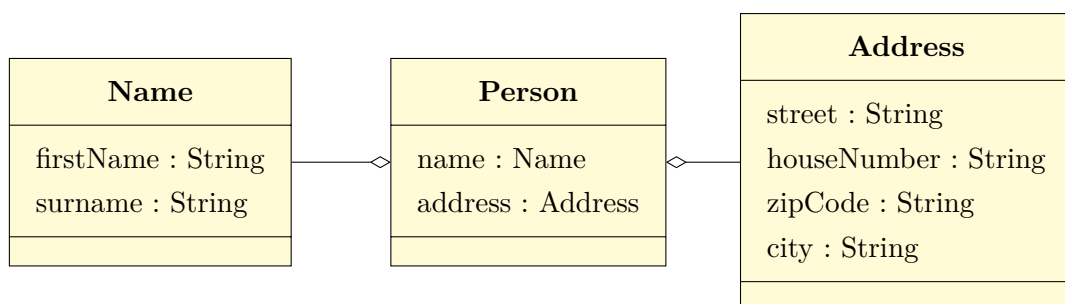 Name
firstName : String
surname : String
Person
name : Name
address : Address
Address
street : String
houseNumber : String
zipCode : String
city : String